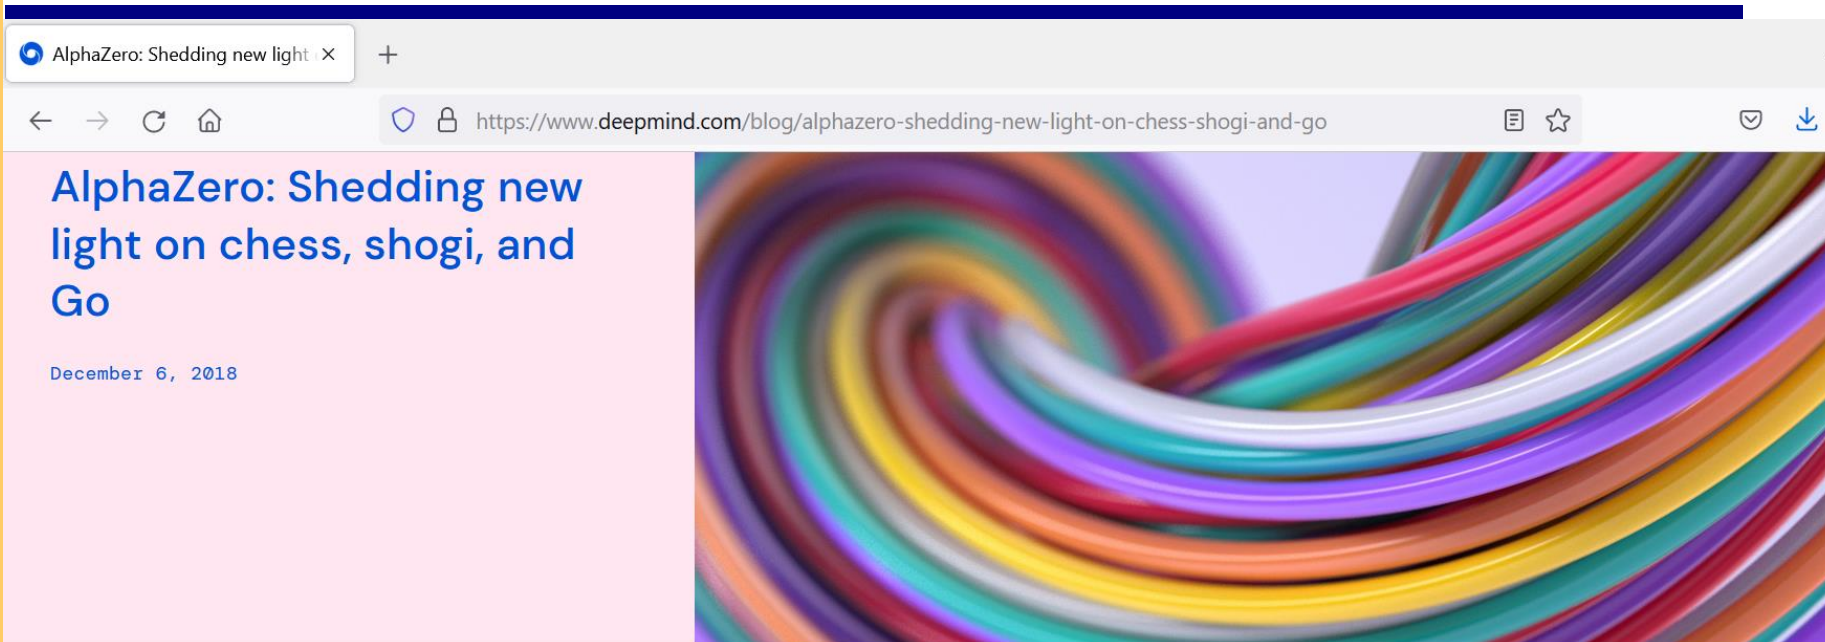 AlphaZero: Shedding new light
https://www.deepmind.com/blog/alphazero-shedding-new-light-on-chess-shogi-and-go
AlphaZero: Shedding new
light on chess, shogi, and
Go
December 6, 2018